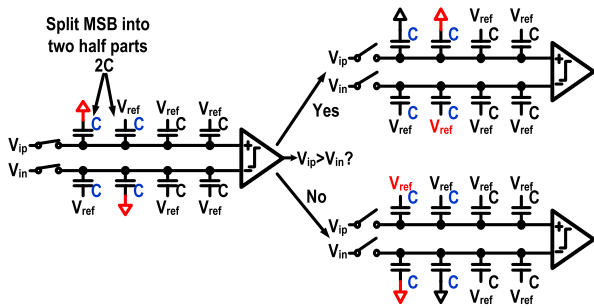 Split MSB into
two half parts
2C
C V_ref C V_ref C V_ref C
V_ip
V_in
+
-
C C C C
V_ref V_ref V_ref
V_ip>V_in?
Yes
No
C C V_ref C V_ref C
V_ip
V_in
+
-
C C C C
V_ref V_ref V_ref V_ref
V_ref C V_ref C V_ref C V_ref C
V_ip
V_in
+
-
C C C C
V_ref V_ref